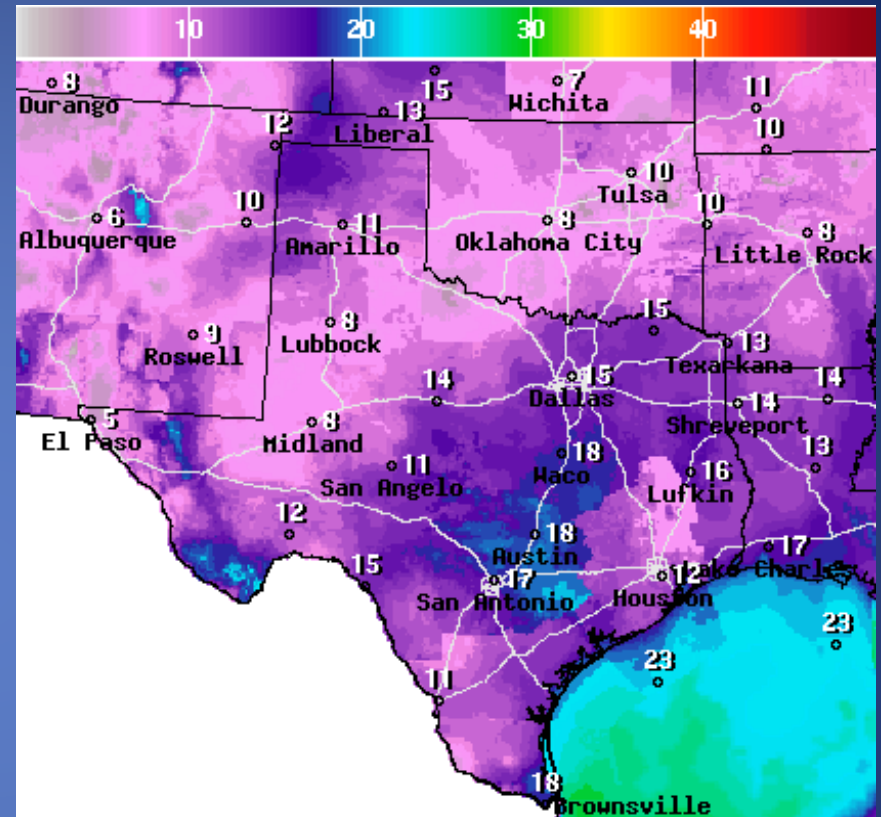 10 20 30 40
8 15 7 11
Durango Wichita
13
Liberal
12 10
10
Tulsa
6 10 11 8 10 8
Albuquerque Amarillo Oklahoma City Little Rock
9 8 15 13
Roswell Lubbock Texarkana
15
Dallas
14 14 14
Shreveport
5 8
El Paso Midland
11 18 16 13
San Angelo Waco Lufkin
12 18 17
Austin Lake Charles
15 17 12
San Antonio Houston
23
23
11
18
Brownsville